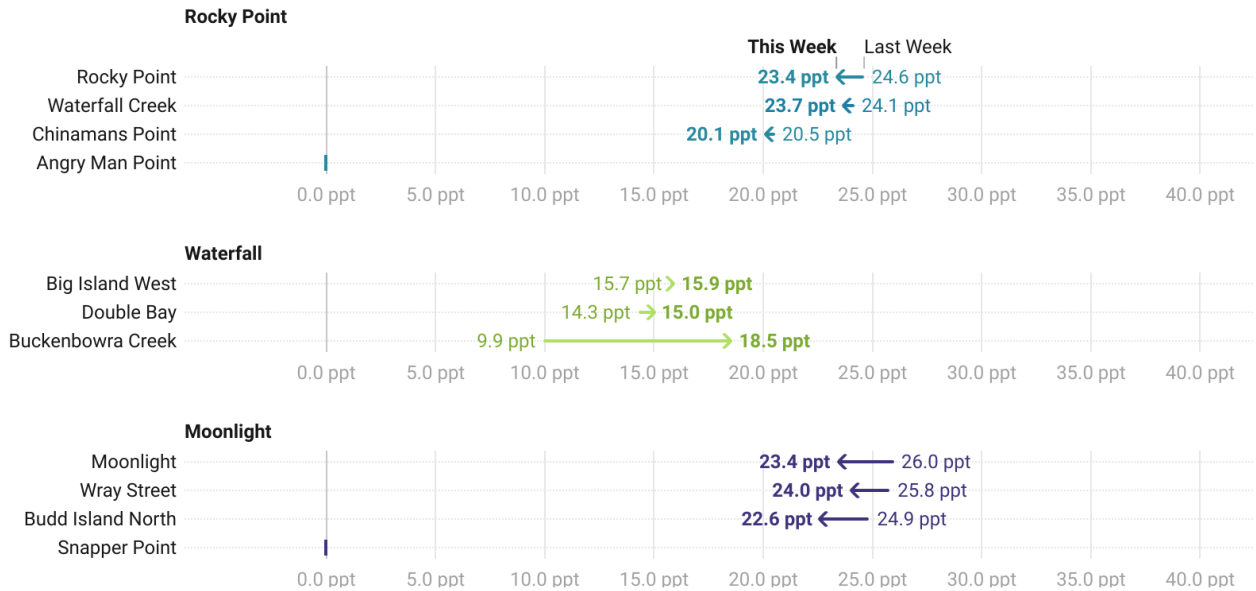 Rocky Point
This Week Last Week
Rocky Point 23.4 ppt 24.6 ppt
Waterfall Creek 23.7 ppt 24.1 ppt
Chinamans Point 20.1 ppt 20.5 ppt
Angry Man Point
0.0 ppt 5.0 ppt 10.0 ppt 15.0 ppt 20.0 ppt 25.0 ppt 30.0 ppt 35.0 ppt 40.0 ppt
Waterfall
Big Island West 15.7 ppt 15.9 ppt
Double Bay 14.3 ppt 15.0 ppt
Buckenbowra Creek 9.9 ppt 18.5 ppt
0.0 ppt 5.0 ppt 10.0 ppt 15.0 ppt 20.0 ppt 25.0 ppt 30.0 ppt 35.0 ppt 40.0 ppt
Moonlight
Moonlight 23.4 ppt 26.0 ppt
Wray Street 24.0 ppt 25.8 ppt
Budd Island North 22.6 ppt 24.9 ppt
Snapper Point
0.0 ppt 5.0 ppt 10.0 ppt 15.0 ppt 20.0 ppt 25.0 ppt 30.0 ppt 35.0 ppt 40.0 ppt